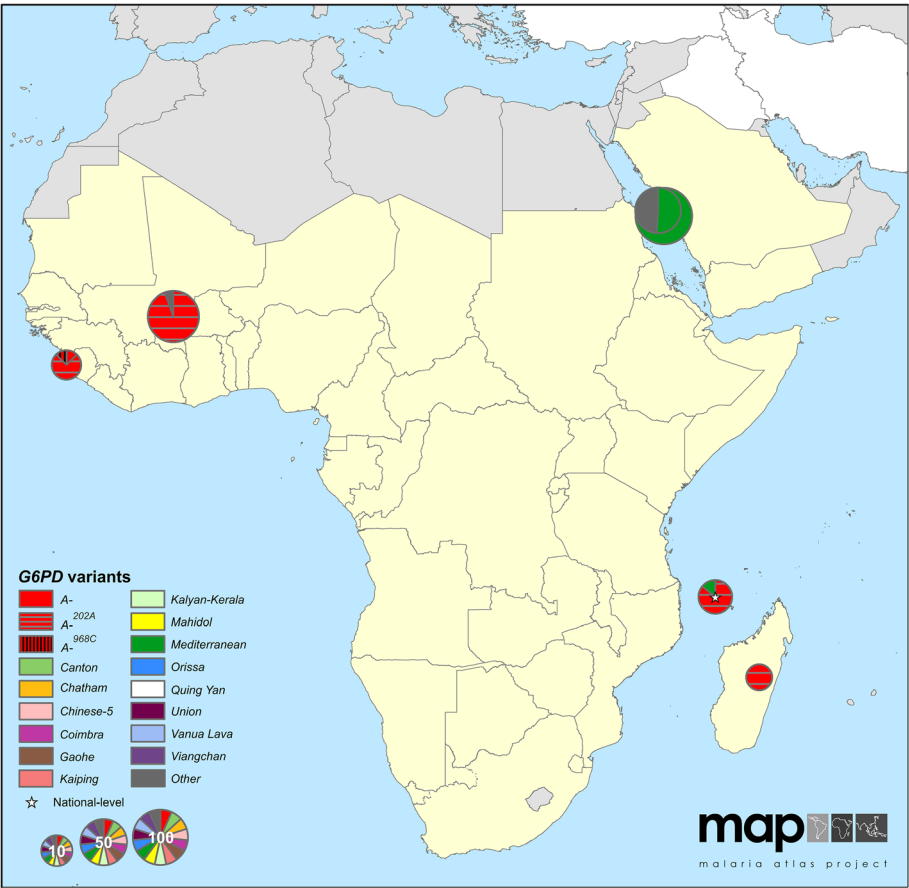 G6PD variants
A-
A-202A
A-968C
Canton
Chatham
Chinese-5
Coimbra
Gaohe
Kaiping
Kalyan-Kerala
Mahidol
Mediterranean
Orissa
Quing Yan
Union
Vanua Lava
Viangchan
Other
National-level
10
50
100
map
malaria atlas project